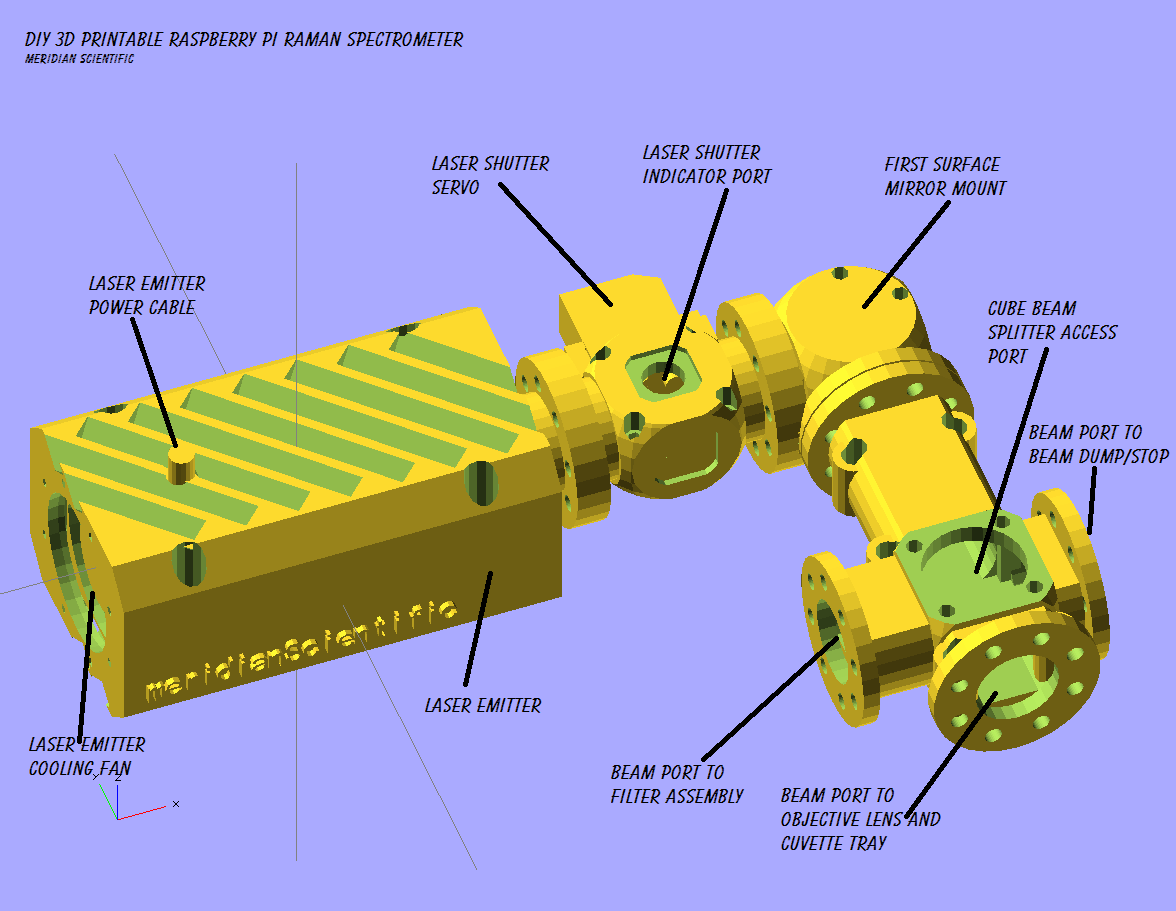 DIY 3D PRINTABLE RASPBERRY PI RAMAN SPECTROMETER
MERIDIAN SCIENTIFIC
LASER SHUTTER
SERVO
LASER SHUTTER
INDICATOR PORT
FIRST SURFACE
MIRROR MOUNT
LASER EMITTER
POWER CABLE
CUBE BEAM
SPLITTER ACCESS
PORT
BEAM PORT TO
BEAM DUMP/STOP
meridianScientific
LASER EMITTER
LASER EMITTER
COOLING FAN
BEAM PORT TO
FILTER ASSEMBLY
BEAM PORT TO
OBJECTIVE LENS AND
CUVETTE TRAY
Y
Z
X